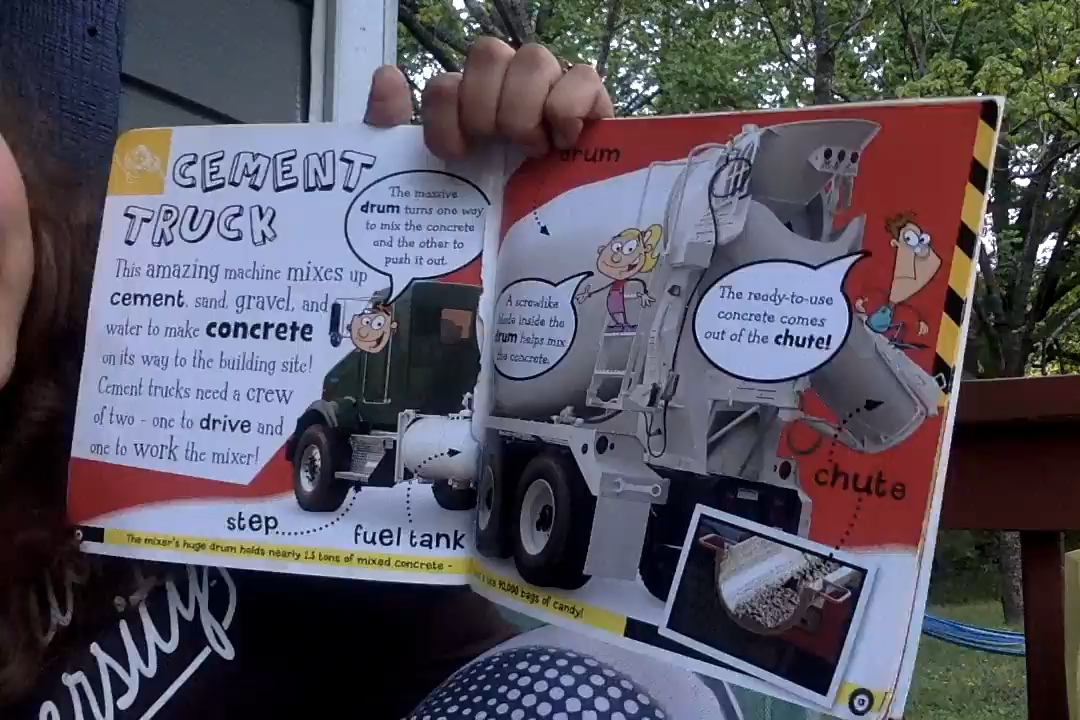 CEMENT
TRUCK
This amazing machine mixes up
cement, sand, gravel, and
water to make concrete
on its way to the building site!
Cement trucks need a crew
of two - one to drive and
one to work the mixer!
The massive
drum turns one way
to mix the concrete
and the other to
push it out.
step
fuel tank
The mixer's huge drum holds nearly 15 tons of mixed concrete -
drum
A screwlike
blade inside the
drum helps mix
the concrete.
The ready-to-use
concrete comes
out of the chute!
chute
90,000 bags of candy!
ersity